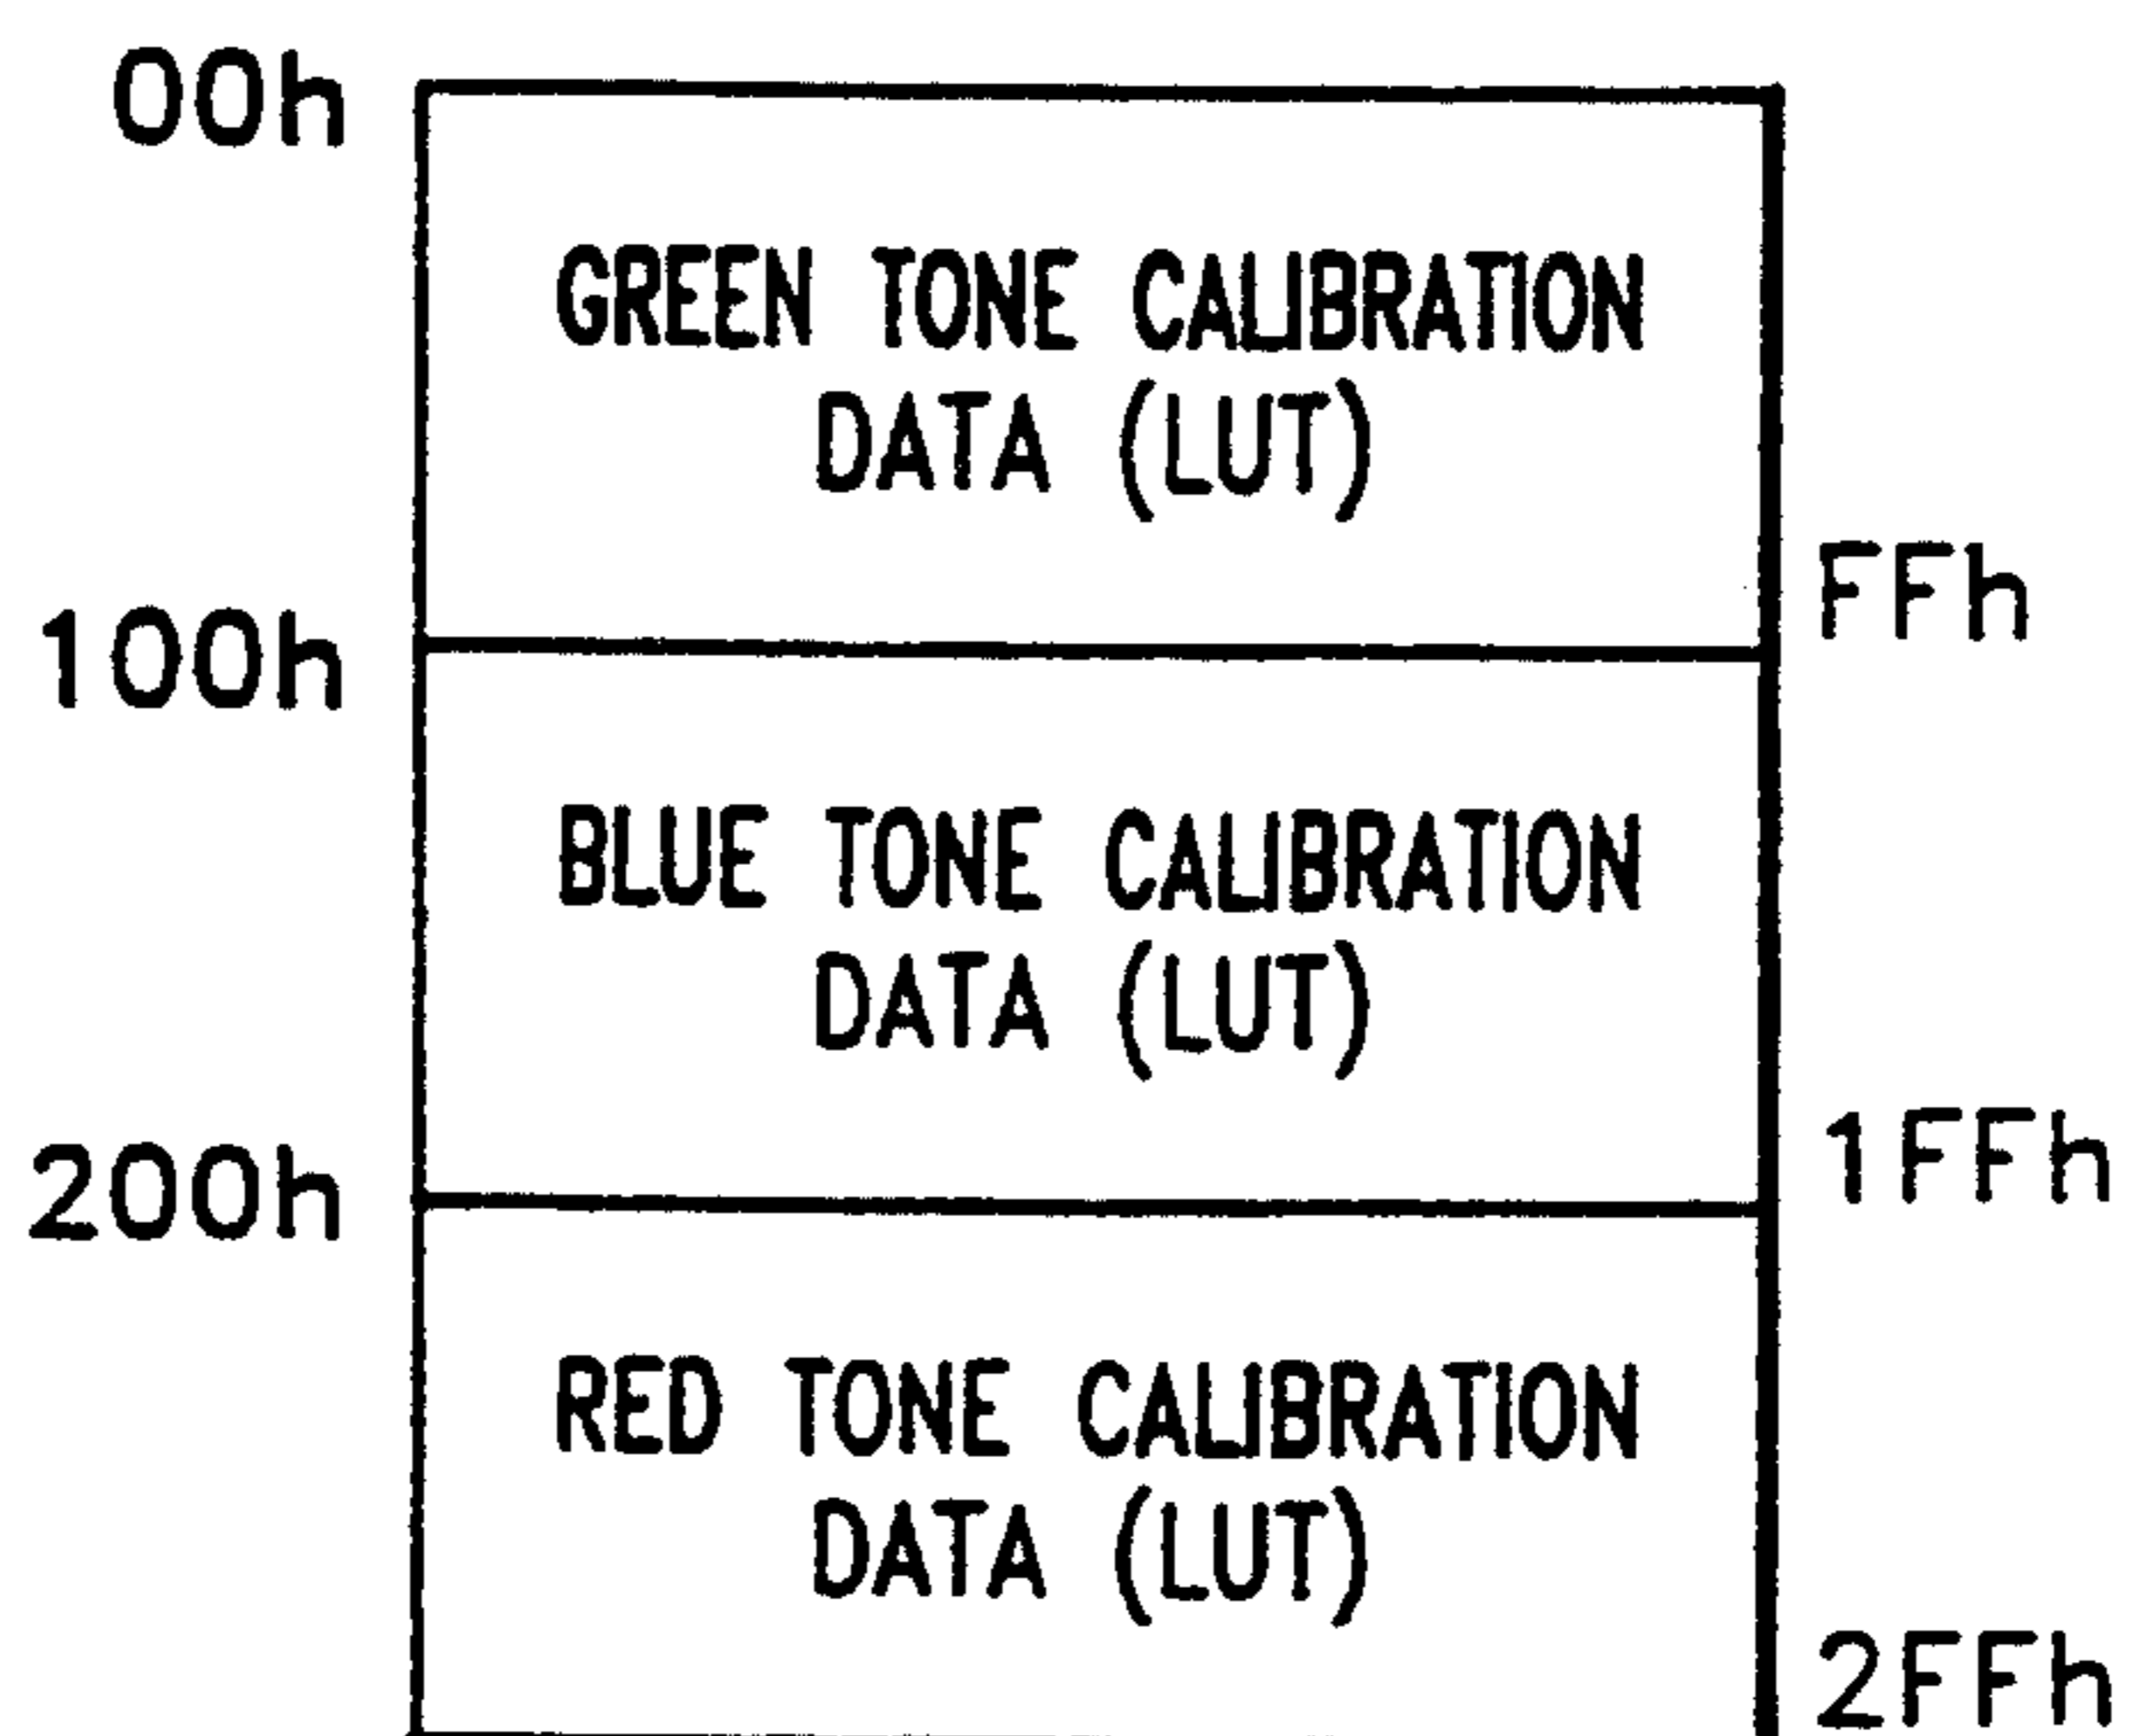 00h
GREEN TONE CALIBRATION
DATA (LUT)
FFh
100h
BLUE TONE CALIBRATION
DATA (LUT)
1FFh
200h
RED TONE CALIBRATION
DATA (LUT)
2FFh